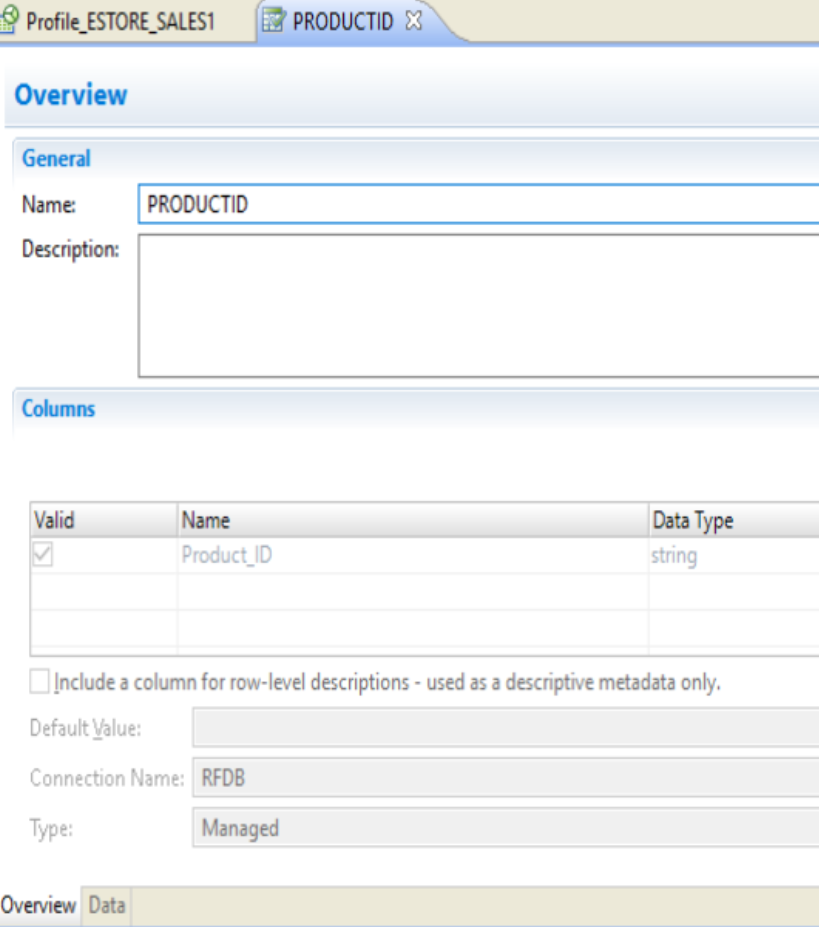 Profile_ESTORE_SALES1 PRODUCTID
Overview
General
Name: PRODUCTID
Description:
Columns
Valid Name Data Type
Product_ID string
Include a column for row-level descriptions - used as a descriptive metadata only.
Default Value:
Connection Name: RFDB
Type: Managed
Overview Data